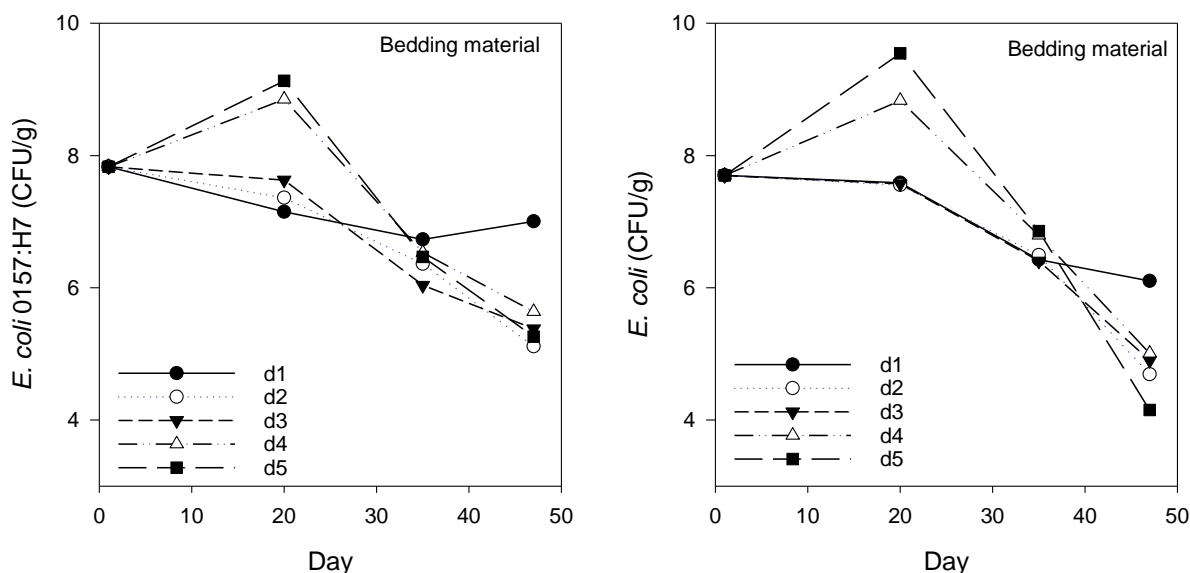 10
8
6
4
0
10
20
30
40
50
Day
E. coli 0157:H7 (CFU/g)
Bedding material
d1
d2
d3
d4
d5
10
8
6
4
0
10
20
30
40
50
Day
E. coli (CFU/g)
Bedding material
d1
d2
d3
d4
d5